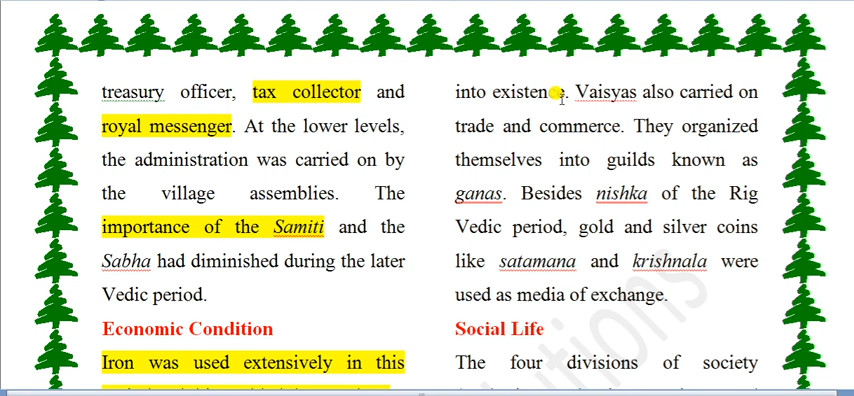 treasury officer, tax collector and
royal messenger. At the lower levels,
the administration was carried on by
the village assemblies. The
importance of the Samiti and the
Sabha had diminished during the later
Vedic period.
Economic Condition
Iron was used extensively in this
into existence. Vaisyas also carried on
trade and commerce. They organized
themselves into guilds known as
ganas. Besides nishka of the Rig
Vedic period, gold and silver coins
like satamana and krishnala were
used as media of exchange.
Social Life
The four divisions of society